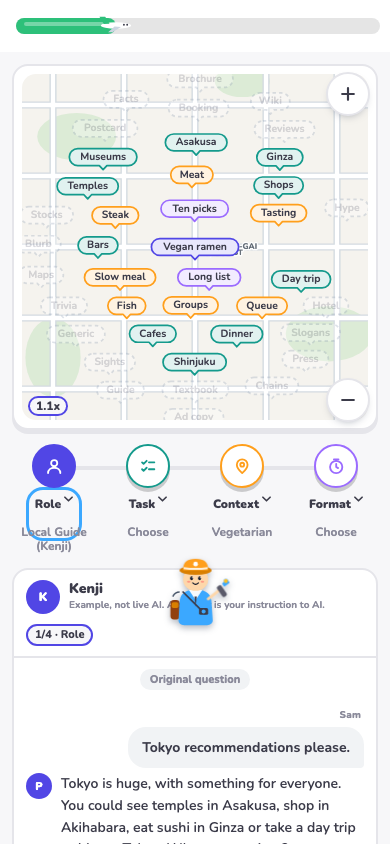 Brochure
Facts
Booking
Wiki
Postcard
Reviews
Asakusa
Museums
Ginza
Meat
Temples
Shops
Ten picks
Hype
Stocks
Steak
Tasting
Blurb
Bars
Vegan ramen
-GAI
Maps
Slow meal
Long list
Day trip
Trivia
Fish
Groups
Queue
Hotel
Generic
Cafes
Dinner
Slogans
Sights
Shinjuku
Press
Guide
Textbook
Chains
1.1x
Ad copy
Role
Task
Context
Format
Local Guide
(Kenji)
Choose
Vegetarian
Choose
K
Kenji
Example, not live AI. is your instruction to AI.
1/4 · Role
Original question
Sam
Tokyo recommendations please.
P
Tokyo is huge, with something for everyone.
You could see temples in Asakusa, shop in
Akihabara, eat sushi in Ginza or take a day trip